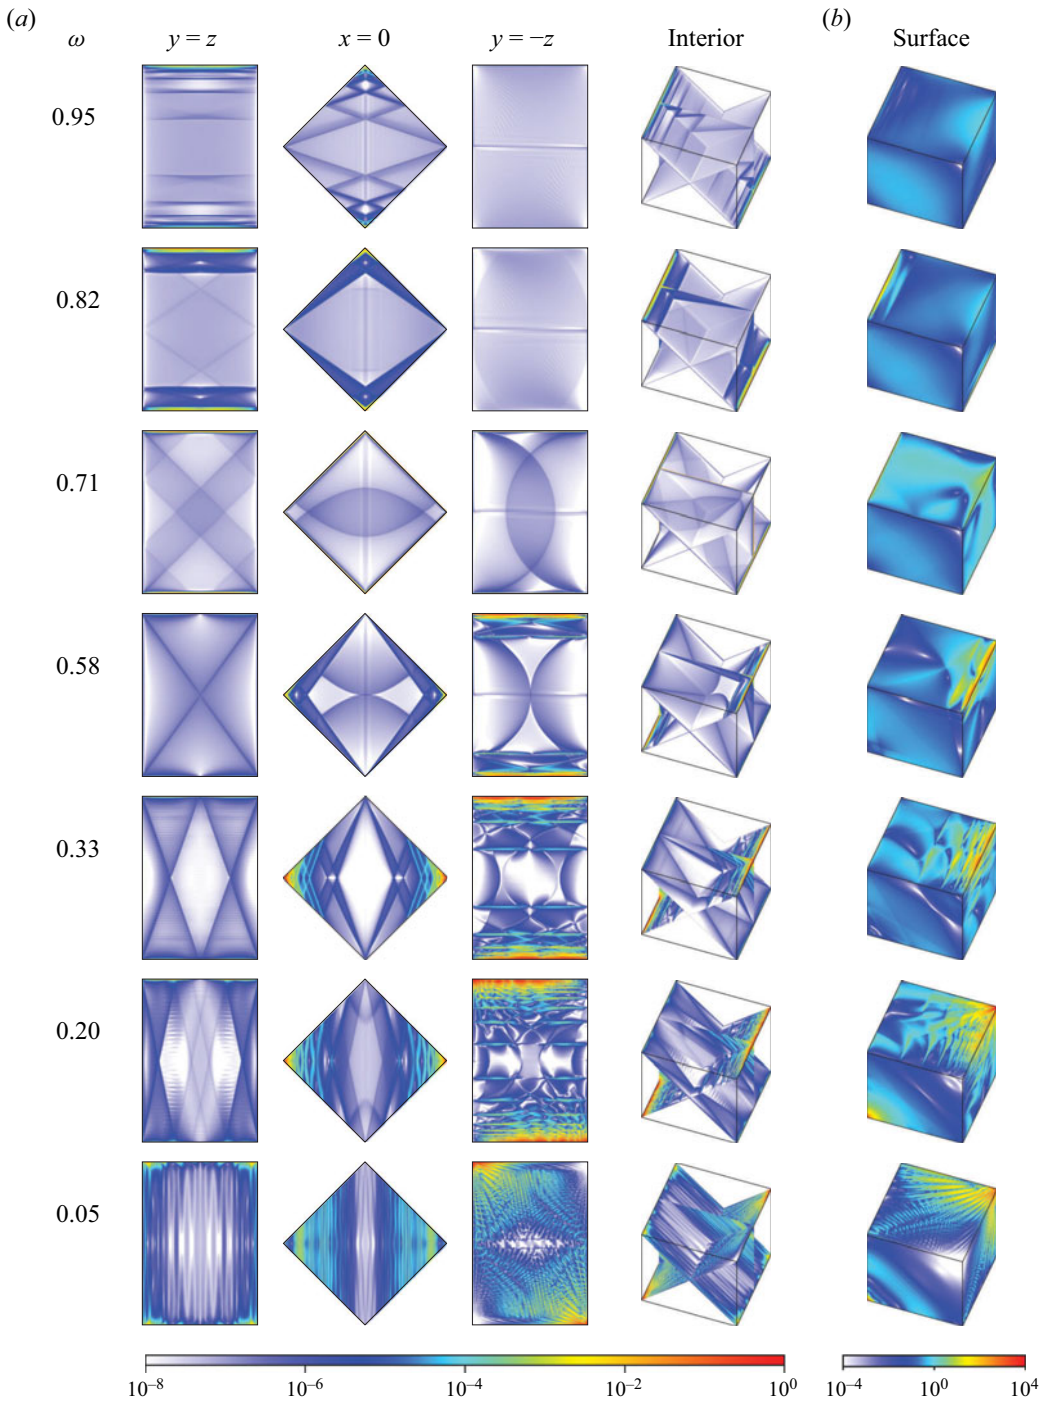 (a) (b)
ω y = z x = 0 y = −z Interior Surface
0.95
0.82
0.71
0.58
0.33
0.20
0.05
10⁻⁸ 10⁻⁶ 10⁻⁴ 10⁻² 10⁰ 10⁻⁴ 10⁰ 10⁴